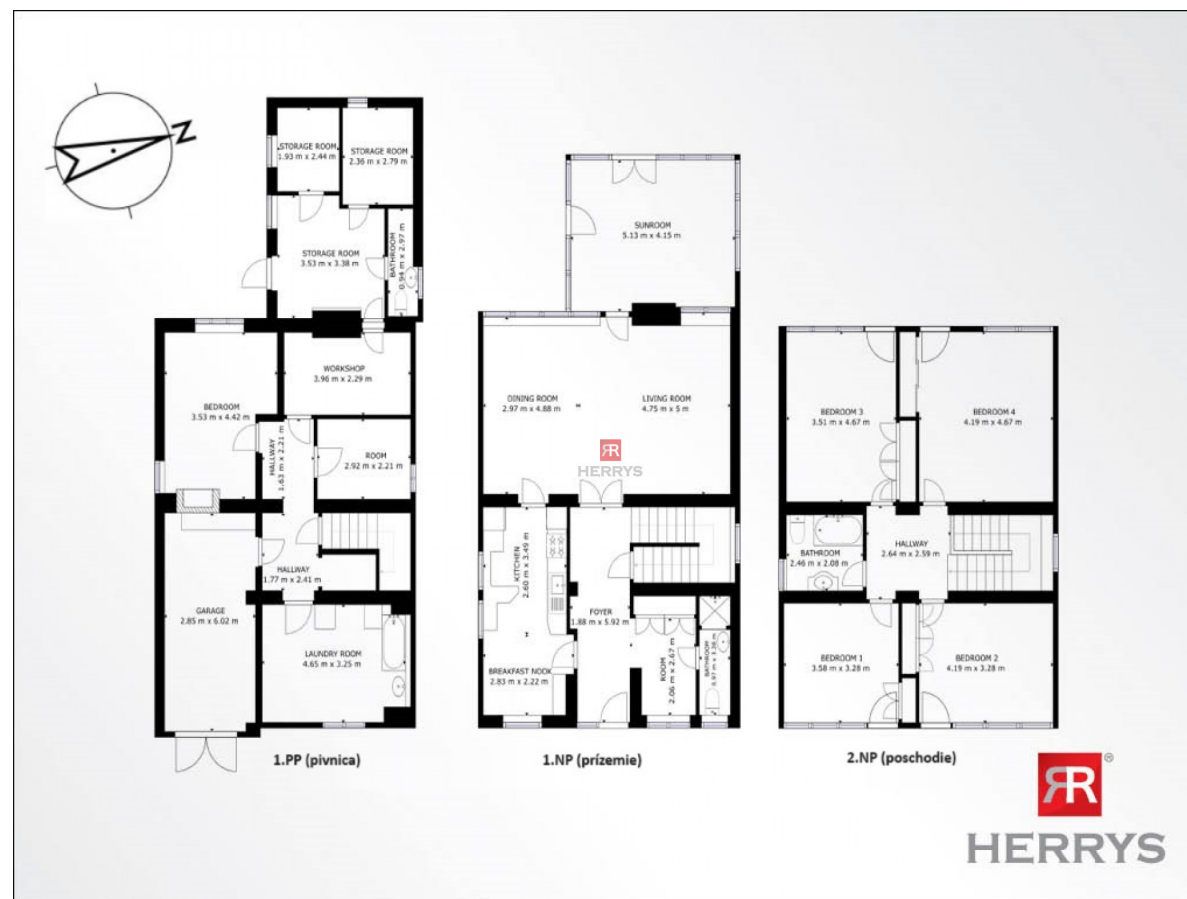 N
STORAGE ROOM
1.93 m x 2.44 m
STORAGE ROOM
2.36 m x 2.79 m
STORAGE ROOM
3.53 m x 3.38 m
BATHROOM
0.94 m x 2.97 m
WORKSHOP
3.96 m x 2.29 m
BEDROOM
3.53 m x 4.42 m
HALLWAY
1.63 m x 2.21 m
ROOM
2.92 m x 2.21 m
HALLWAY
1.77 m x 2.41 m
GARAGE
2.85 m x 6.02 m
LAUNDRY ROOM
4.65 m x 3.25 m
1.PP (pivnica)
SUNROOM
5.13 m x 4.15 m
DINING ROOM
2.97 m x 4.88 m
LIVING ROOM
4.75 m x 5 m
RR
HERRYS
KITCHEN
2.60 m x 3.49 m
FOYER
1.88 m x 5.92 m
BREAKFAST NOOK
2.83 m x 2.22 m
ROOM
2.06 m x 2.67 m
BATHROOM
1.NP (prízemie)
BEDROOM 3
3.51 m x 4.67 m
BEDROOM 4
4.19 m x 4.67 m
BATHROOM
2.46 m x 2.08 m
HALLWAY
2.64 m x 2.59 m
BEDROOM 1
3.58 m x 3.28 m
BEDROOM 2
4.19 m x 3.28 m
2.NP (poschodie)
RR®
HERRYS